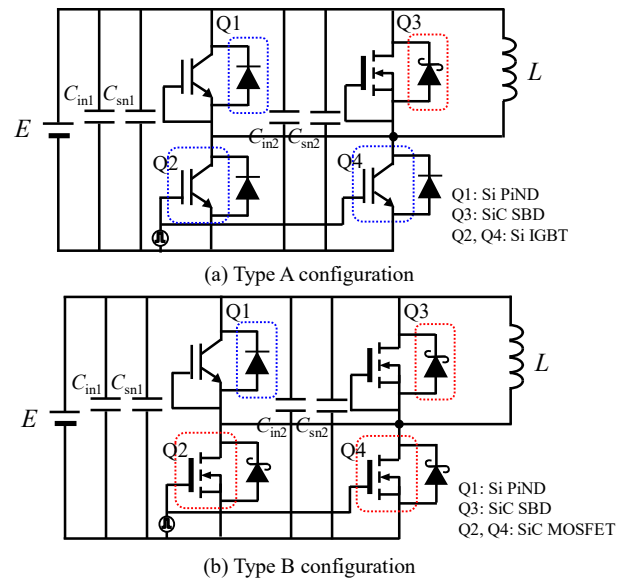 Q1
Q3
Cin1
Csn1
L
E
Q2
Cin2
Csn2
Q4
Q1: Si PiND
Q3: SiC SBD
Q2, Q4: Si IGBT
(a) Type A configuration
Q1
Q3
Cin1
Csn1
L
E
Cin2
Csn2
Q2
Q4
Q1: Si PiND
Q3: SiC SBD
Q2, Q4: SiC MOSFET
(b) Type B configuration